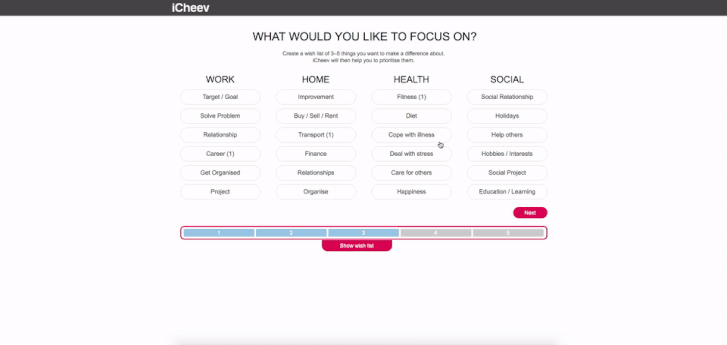 iCheev
WHAT WOULD YOU LIKE TO FOCUS ON?
Create a wish list of 3-5 things you want to make a difference about.
iCheev will then help you to prioritise them.
WORK HOME HEALTH SOCIAL
Target / Goal Improvement Fitness (1) Social Relationship
Solve Problem Buy / Sell / Rent Diet Holidays
Relationship Transport (1) Cope with illness Help others
Career (1) Finance Deal with stress Hobbies / Interests
Get Organised Relationships Care for others Social Project
Project Organise Happiness Education / Learning
Next
1 2 3 4 5
Show wish list